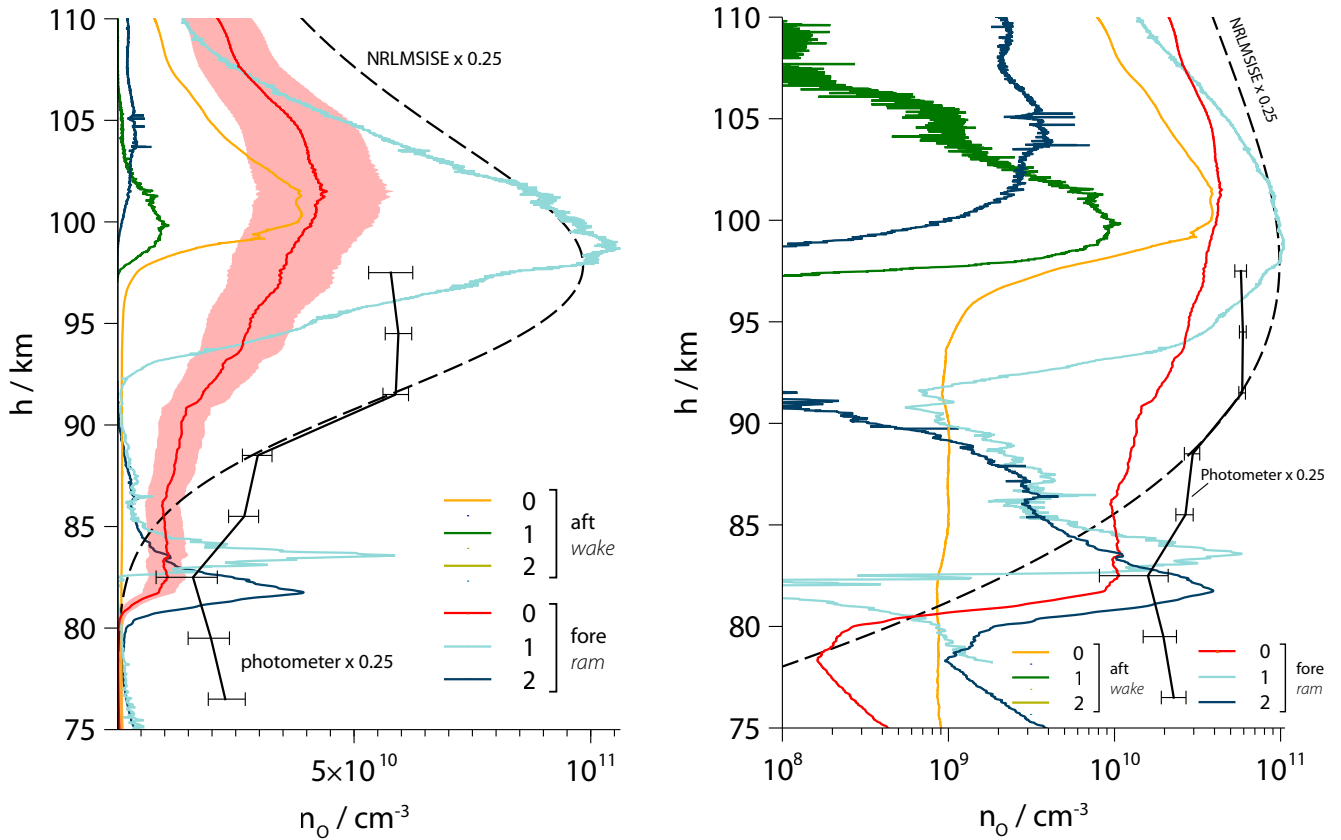 110
105
100
95
90
85
80
75
h / km
NRLMSISE x 0.25
photometer x 0.25
0
1
2
aft
wake
0
1
2
fore
ram
5×10¹⁰
10¹¹
nₒ / cm⁻³
110
105
100
95
90
85
80
75
h / km
NRLMSISE x 0.25
Photometer x 0.25
0
1
2
aft
wake
0
1
2
fore
ram
10⁸
10⁹
10¹⁰
10¹¹
nₒ / cm⁻³